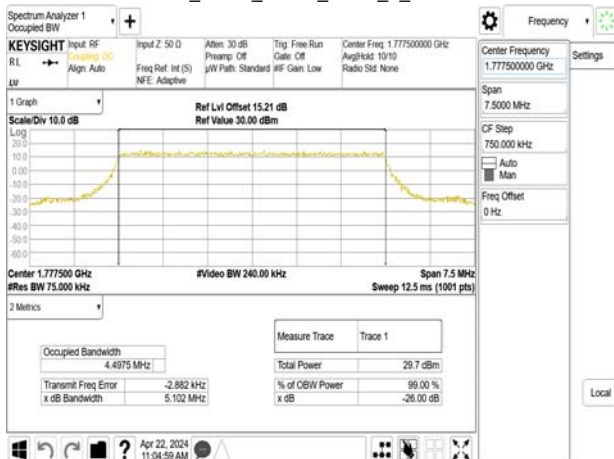 Spectrum Analyzer 1
Occupied BW
+
Frequency
KEYSIGHT
Input: RF
Coupling: DC
Align: Auto
RL
LV
Input Z: 50 Ω
Freq Ref: Int (S)
NFE: Adaptive
Atten: 30 dB
Preamp: Off
µW Path: Standard
Trig: Free Run
Gate: Off
#IF Gain: Low
Center Freq: 1.777500000 GHz
Avg|Hold: 10/10
Radio Std: None
Center Frequency
1.777500000 GHz
Settings
Span
7.5000 MHz
CF Step
750.000 kHz
Auto
Man
Freq Offset
0 Hz
1 Graph
Scale/Div 10.0 dB
Ref Lvl Offset 15.21 dB
Ref Value 30.00 dBm
Log
20.0
10.0
0.00
-10.0
-20.0
-30.0
-40.0
-50.0
-60.0
Center 1.777500 GHz
#Res BW 75.000 kHz
#Video BW 240.00 kHz
Span 7.5 MHz
Sweep 12.5 ms (1001 pts)
2 Metrics
Measure Trace Trace 1
Occupied Bandwidth
4.4975 MHz
Total Power 29.7 dBm
Transmit Freq Error -2.882 kHz
% of OBW Power 99.00 %
x dB Bandwidth 5.102 MHz
x dB -26.00 dB
Local
?
Apr 22, 2024
11:04:59 AM